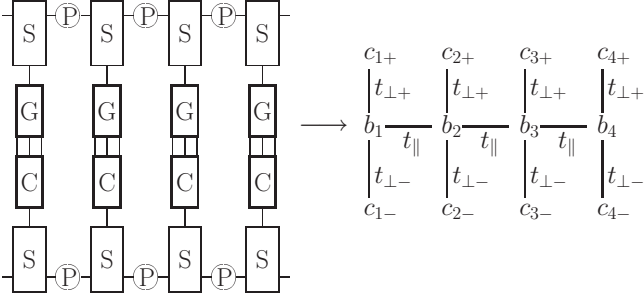 S P S P S P S
G G G G
C C C C
S P S P S P S
⟶
c₁₊ c₂₊ c₃₊ c₄₊
t⊥₊ t⊥₊ t⊥₊ t⊥₊
b₁ b₂ b₃ b₄
t∥ t∥ t∥
t⊥₋ t⊥₋ t⊥₋ t⊥₋
c₁₋ c₂₋ c₃₋ c₄₋